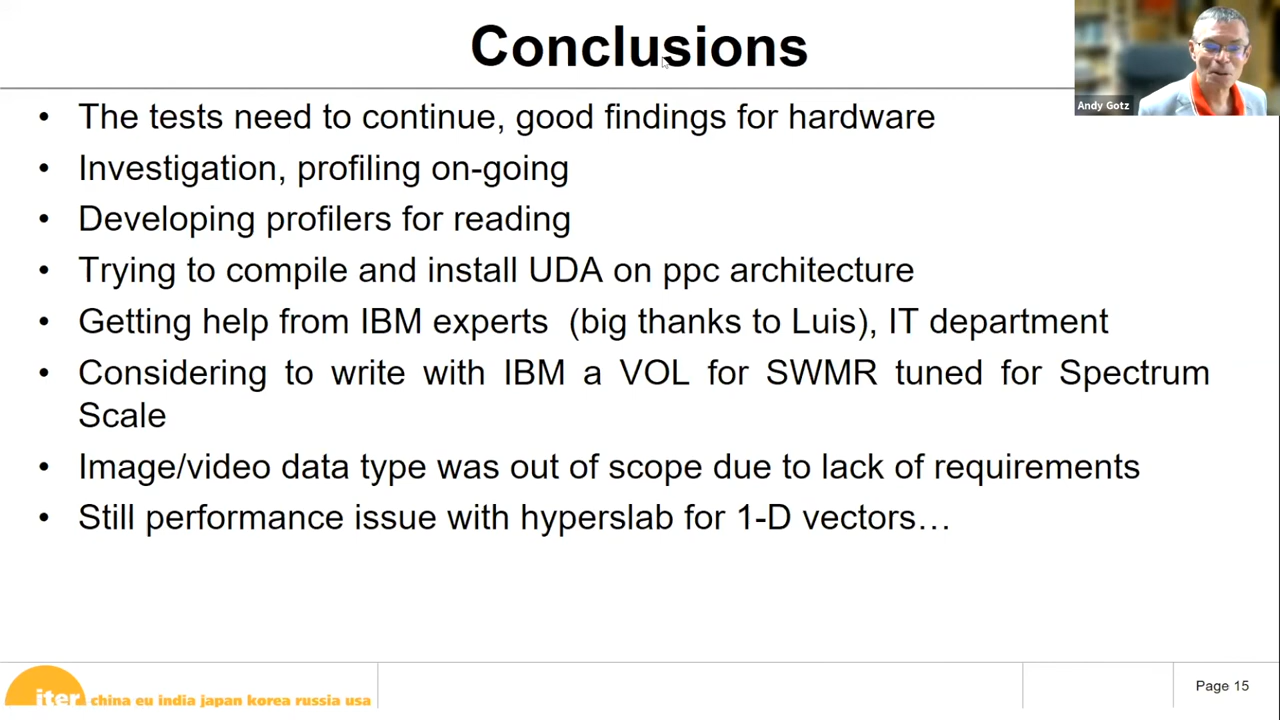 Conclusions
Andy Gotz
• The tests need to continue, good findings for hardware
• Investigation, profiling on-going
• Developing profilers for reading
• Trying to compile and install UDA on ppc architecture
• Getting help from IBM experts (big thanks to Luis), IT department
• Considering to write with IBM a VOL for SWMR tuned for Spectrum
Scale
• Image/video data type was out of scope due to lack of requirements
• Still performance issue with hyperslab for 1-D vectors…
iter china eu india japan korea russia usa
Page 15